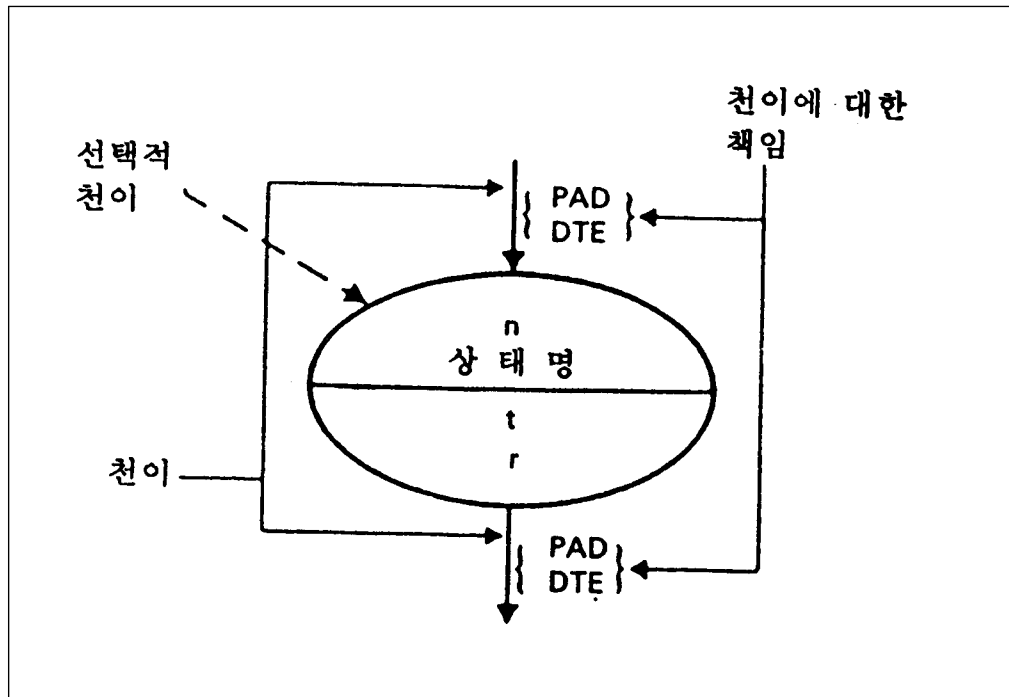 천이에 대한
책임
선택적
천이
{ PAD }
DTE
n
상 태 명
t
r
천이
{ PAD }
DTE